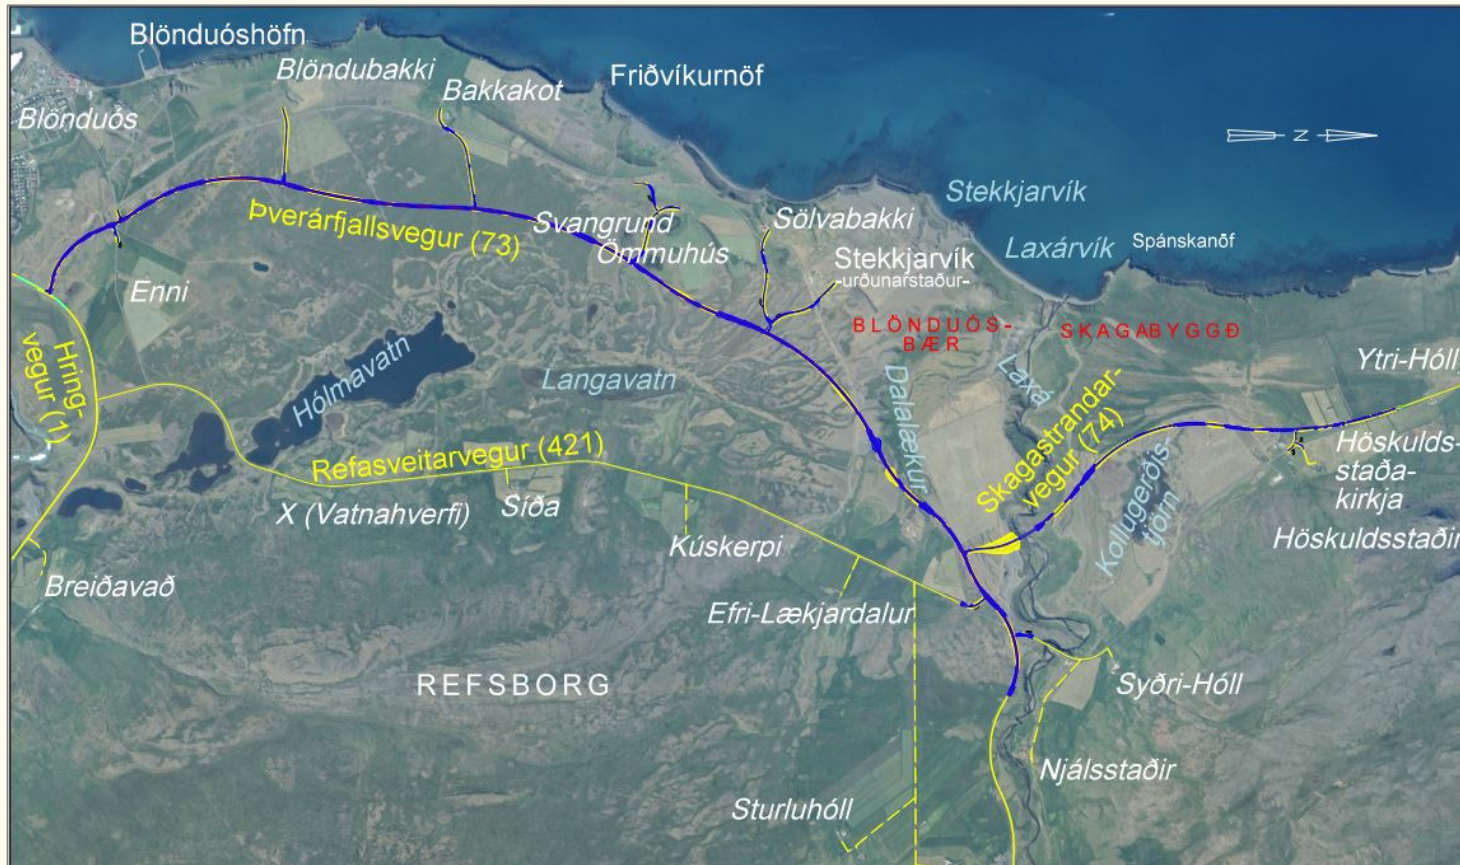 Blönduóshöfn
Blöndubakki
Bakkakot
Friðvíkurnöf
Blönduós
N
Stekkjarvík
Svangrund
Ömmuhús
Sölvabakki
Laxárvík
Spánskanöf
Þverárfjallsvegur (73)
Stekkjarvík
-urðunarstaður-
Enni
BLÖNDUÓS-
BÆR
SKAGABYGGÐ
Hring-
vegur (1)
Hólmavatn
Langavatn
Dalalækur
Laxá
Ytri-Hóll
Skagastrandar-
vegur (74)
Refasveitarvegur (421)
Kollugerðis-
tjörn
Höskulds-
staða-
kirkja
X (Vatnahverfi)
Síða
Kúskerpi
Höskuldsstaðir
Breiðavað
Efri-Lækjardalur
REFSBORG
Syðri-Hóll
Njálsstaðir
Sturluhóll